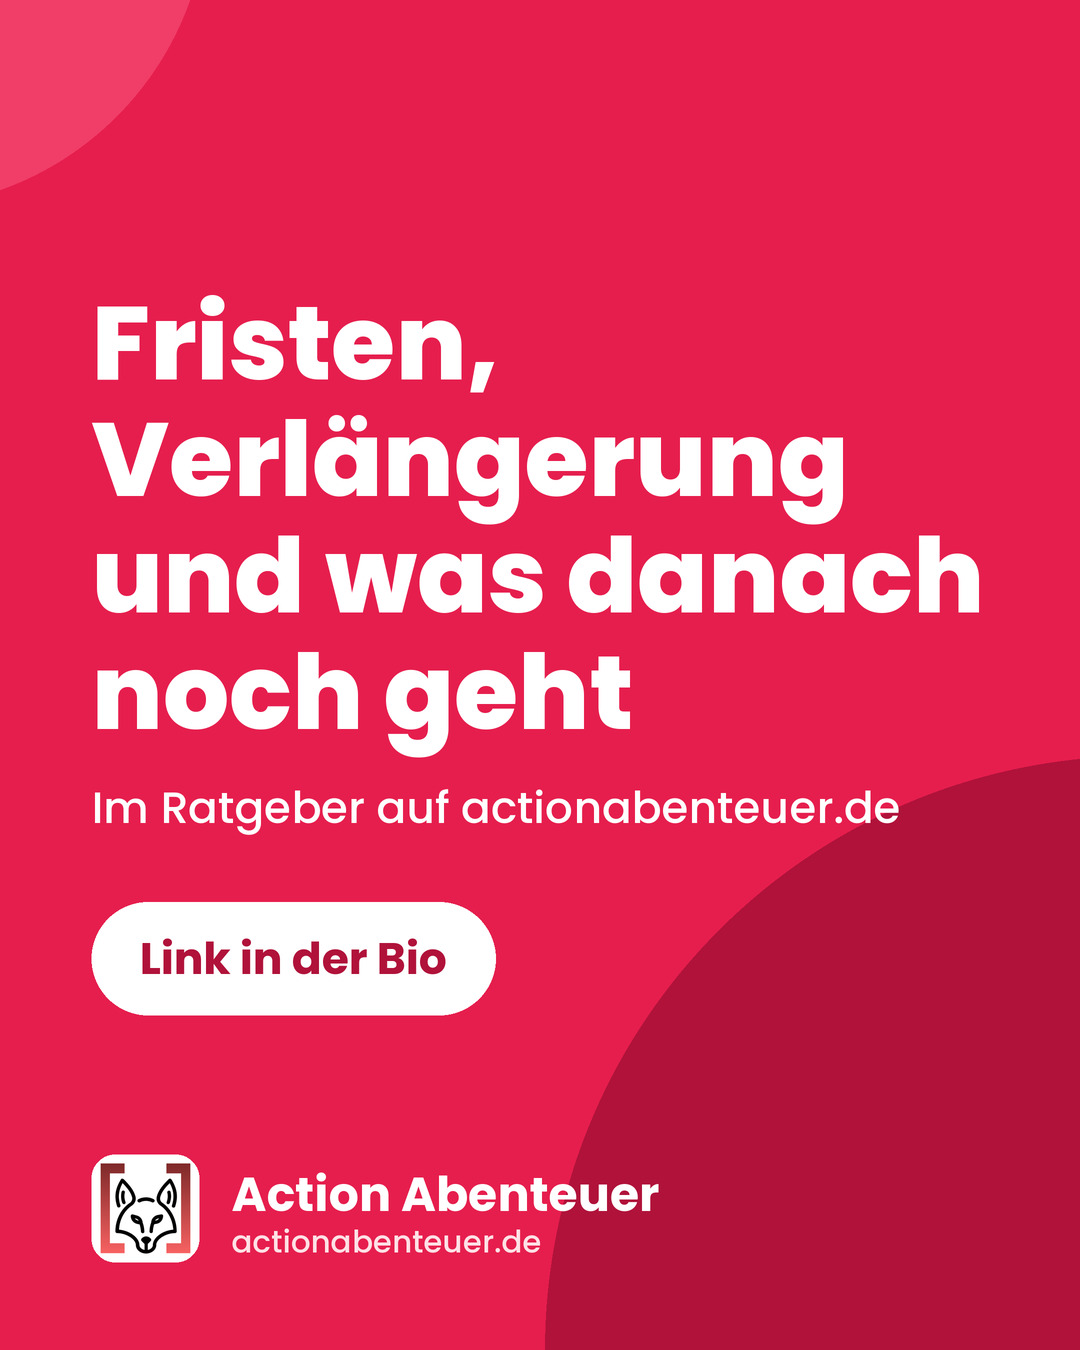 Fristen,
Verlängerung
und was danach
noch geht
Im Ratgeber auf actionabenteuer.de
Link in der Bio
Action Abenteuer
actionabenteuer.de